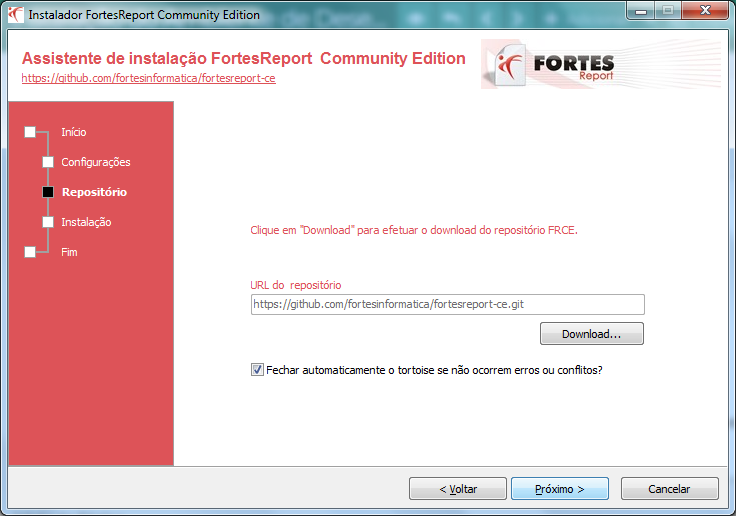 Instalador FortesReport Community Edition
Assistente de instalação FortesReport Community Edition
https://github.com/fortesinformatica/fortesreport-ce
FORTES
Report
Início
Configurações
Repositório
Instalação
Fim
Clique em "Download" para efetuar o download do repositório FRCE.
URL do repositório
https://github.com/fortesinformatica/fortesreport-ce.git
Download...
Fechar automaticamente o tortoise se não ocorrem erros ou conflitos?
< Voltar
Próximo >
Cancelar